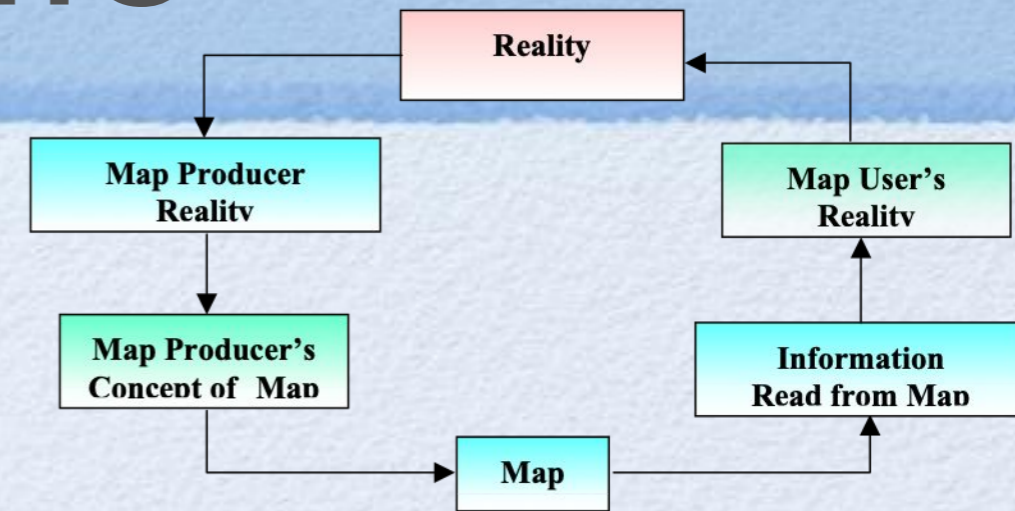 Reality
Map Producer
Reality
Map Producer's
Concept of Map
Map
Information
Read from Map
Map User's
Reality